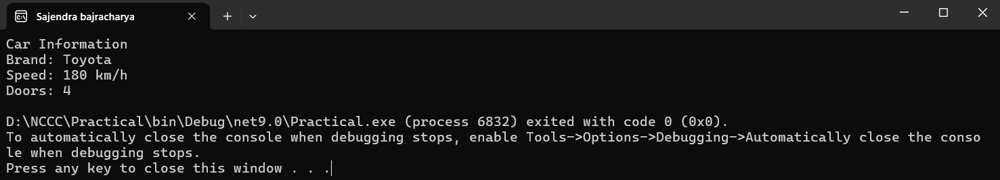 Sajendra bajracharya
Car Information
Brand: Toyota
Speed: 180 km/h
Doors: 4
D:\NCCC\Practical\bin\Debug\net9.0\Practical.exe (process 6832) exited with code 0 (0x0).
To automatically close the console when debugging stops, enable Tools->Options->Debugging->Automatically close the conso
le when debugging stops.
Press any key to close this window . . .